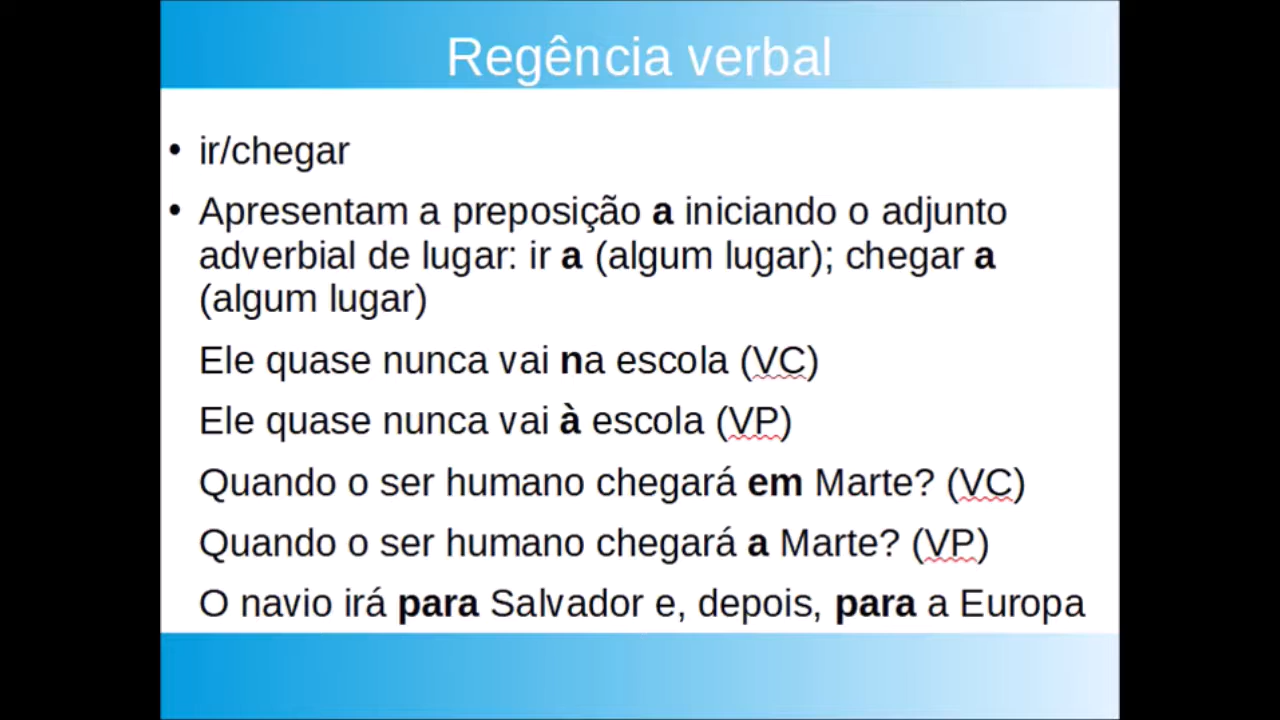 Regência verbal
• ir/chegar
• Apresentam a preposição a iniciando o adjunto
adverbial de lugar: ir a (algum lugar); chegar a
(algum lugar)
Ele quase nunca vai na escola (VC)
Ele quase nunca vai à escola (VP)
Quando o ser humano chegará em Marte? (VC)
Quando o ser humano chegará a Marte? (VP)
O navio irá para Salvador e, depois, para a Europa